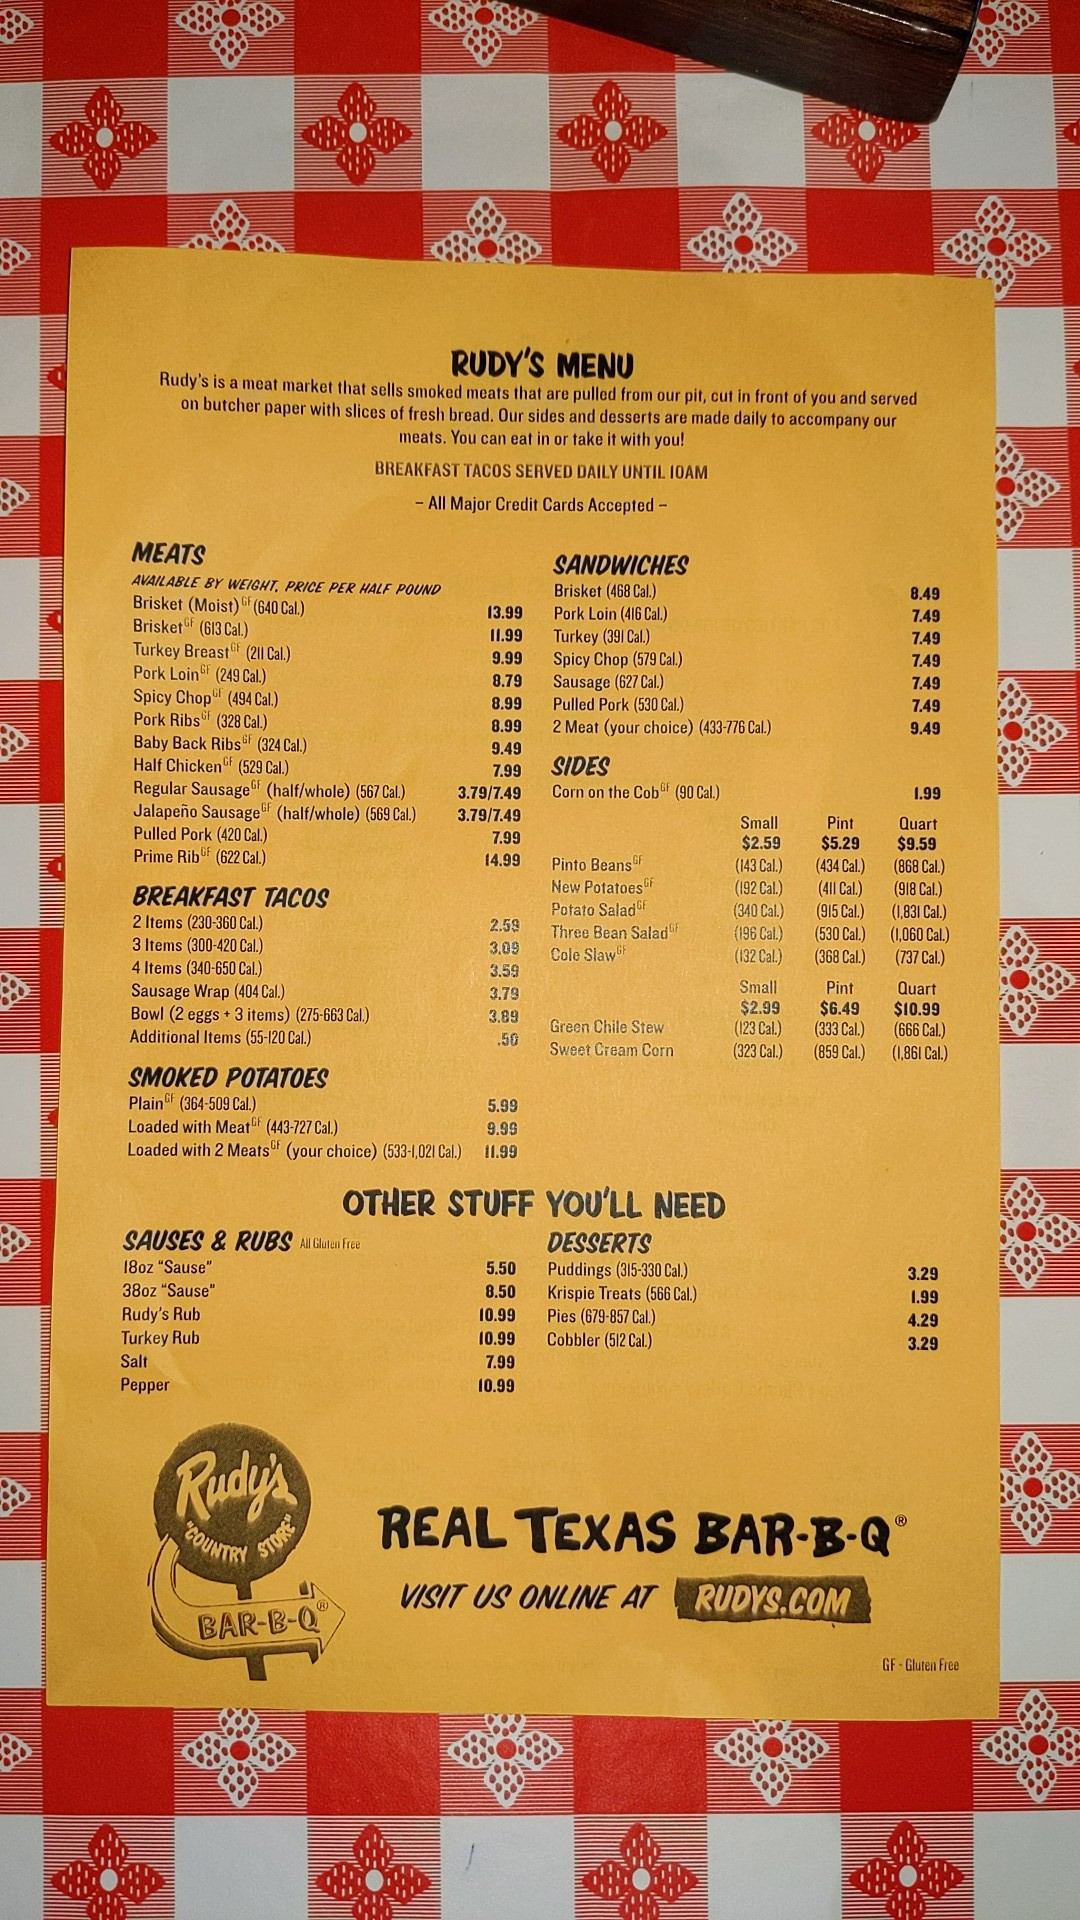 RUDY'S MENU
Rudy's is a meat market that sells smoked meats that are pulled from our pit, cut in front of you and served
on butcher paper with slices of fresh bread. Our sides and desserts are made daily to accompany our
meats. You can eat in or take it with you!
BREAKFAST TACOS SERVED DAILY UNTIL 10AM
– All Major Credit Cards Accepted –
MEATS
AVAILABLE BY WEIGHT, PRICE PER HALF POUND
Brisket (Moist) GF (640 Cal.) 13.99
Brisket GF (613 Cal.) 11.99
Turkey Breast GF (211 Cal.) 9.99
Pork Loin GF (249 Cal.) 8.79
Spicy Chop GF (494 Cal.) 8.99
Pork Ribs GF (328 Cal.) 8.99
Baby Back Ribs GF (324 Cal.) 9.49
Half Chicken GF (529 Cal.) 7.99
Regular Sausage GF (half/whole) (567 Cal.) 3.79/7.49
Jalapeño Sausage GF (half/whole) (569 Cal.) 3.79/7.49
Pulled Pork (420 Cal.) 7.99
Prime Rib GF (622 Cal.) 14.99
BREAKFAST TACOS
2 Items (230-360 Cal.) 2.59
3 Items (300-420 Cal.) 3.09
4 Items (340-650 Cal.) 3.59
Sausage Wrap (404 Cal.) 3.79
Bowl (2 eggs + 3 items) (275-663 Cal.) 3.89
Additional Items (55-120 Cal.) .50
SMOKED POTATOES
Plain GF (364-509 Cal.) 5.99
Loaded with Meat GF (443-727 Cal.) 9.99
Loaded with 2 Meats GF (your choice) (533-1,021 Cal.) 11.99
SANDWICHES
Brisket (468 Cal.) 8.49
Pork Loin (416 Cal.) 7.49
Turkey (391 Cal.) 7.49
Spicy Chop (579 Cal.) 7.49
Sausage (627 Cal.) 7.49
Pulled Pork (530 Cal.) 7.49
2 Meat (your choice) (433-776 Cal.) 9.49
SIDES
Corn on the Cob GF (90 Cal.) 1.99
Small Pint Quart
$2.59 $5.29 $9.59
Pinto Beans GF (143 Cal.) (434 Cal.) (868 Cal.)
New Potatoes GF (192 Cal.) (411 Cal.) (918 Cal.)
Potato Salad GF (340 Cal.) (915 Cal.) (1,831 Cal.)
Three Bean Salad GF (196 Cal.) (530 Cal.) (1,060 Cal.)
Cole Slaw GF (132 Cal.) (368 Cal.) (737 Cal.)
Small Pint Quart
$2.99 $6.49 $10.99
Green Chile Stew (123 Cal.) (333 Cal.) (666 Cal.)
Sweet Cream Corn (323 Cal.) (859 Cal.) (1,861 Cal.)
OTHER STUFF YOU'LL NEED
SAUSES & RUBS All Gluten Free
18oz "Sause" 5.50
38oz "Sause" 8.50
Rudy's Rub 10.99
Turkey Rub 10.99
Salt 7.99
Pepper 10.99
DESSERTS
Puddings (315-330 Cal.) 3.29
Krispie Treats (566 Cal.) 1.99
Pies (679-857 Cal.) 4.29
Cobbler (512 Cal.) 3.29
Rudy's
"COUNTRY STORE"
BAR-B-Q®
REAL TEXAS BAR-B-Q®
VISIT US ONLINE AT RUDYS.COM
GF - Gluten Free